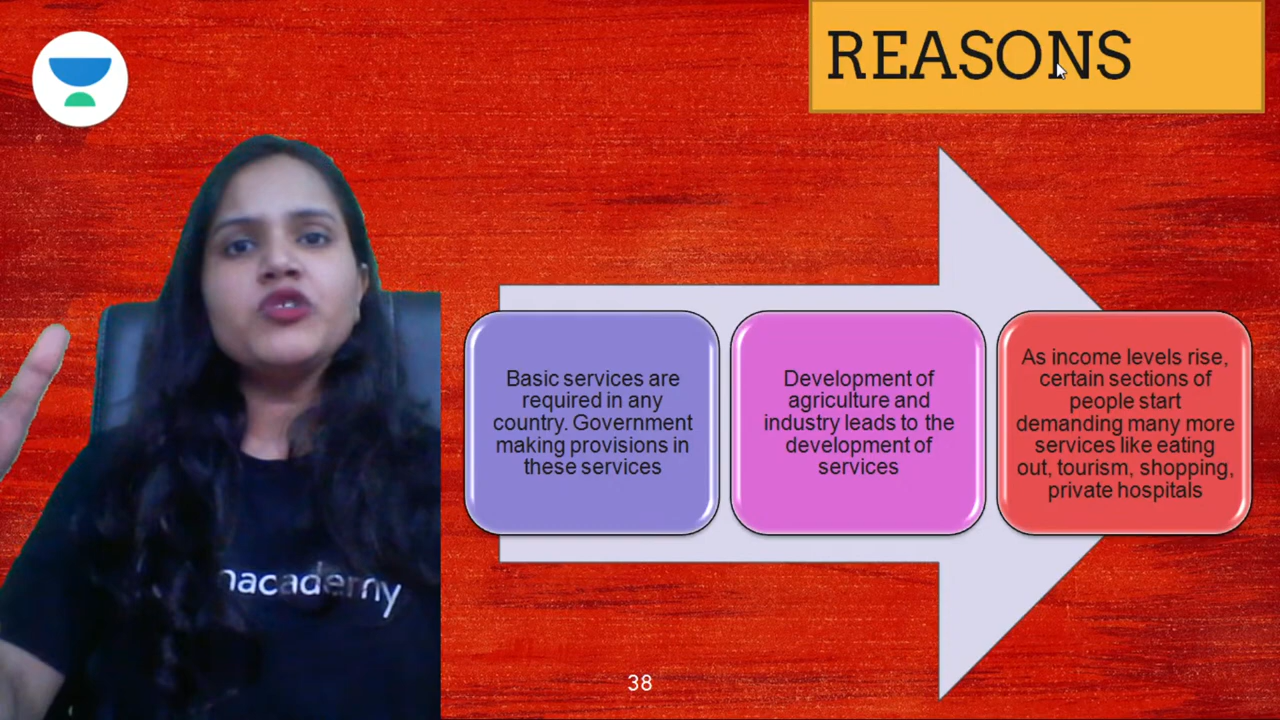 REASONS
Basic services are
required in any
country. Government
making provisions in
these services
Development of
agriculture and
industry leads to the
development of
services
As income levels rise,
certain sections of
people start
demanding many more
services like eating
out, tourism, shopping,
private hospitals
nacademy
38